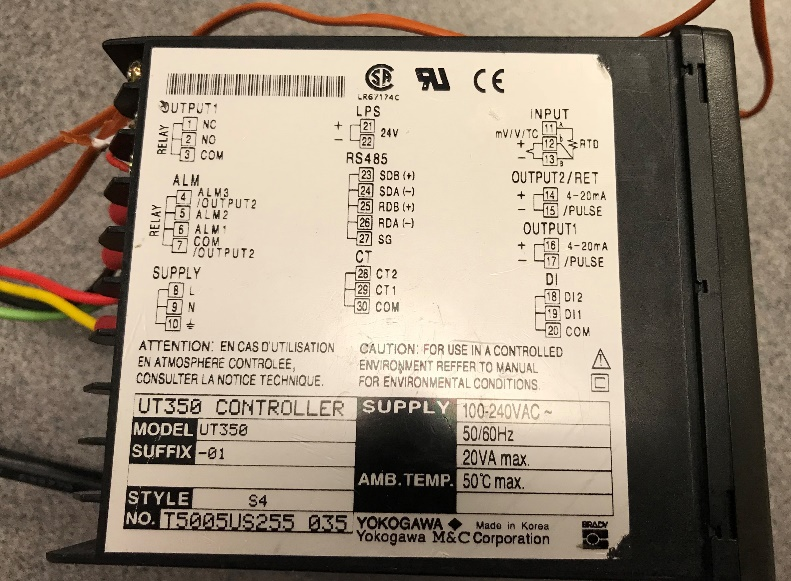 LR67174C
OUTPUT1
RELAY
1 NC
2 NO
3 COM
ALM
RELAY
4 ALM3 /OUTPUT2
5 ALM2
6 ALM1
7 COM /OUTPUT2
SUPPLY
8 L
9 N
10
LPS
+ 21
- 22
24V
RS485
23 SDB (+)
24 SDA (-)
25 RDB (+)
26 RDA (-)
27 SG
CT
28 CT2
29 CT1
30 COM
INPUT
mV/V/TC
11 A
+ 12 b
- 13 B
RTD
OUTPUT2/RET
+ 14 4-20mA
- 15 /PULSE
OUTPUT1
+ 16 4-20mA
- 17 /PULSE
DI
18 DI2
19 DI1
20 COM
ATTENTION: EN CAS D'UTILISATION
EN ATMOSPHÈRE CONTROLÉE,
CONSULTER LA NOTICE TECHNIQUE.
CAUTION: FOR USE IN A CONTROLLED
ENVIRONMENT REFFER TO MANUAL
FOR ENVIRONMENTAL CONDITIONS.
UT350 CONTROLLER
MODEL UT350
SUFFIX -01
STYLE S4
NO. T5005US255 035
SUPPLY 100-240VAC ~
50/60Hz
20VA max.
AMB.TEMP. 50℃ max.
YOKOGAWA ◆ Made in Korea
Yokogawa M&C Corporation
BRADY